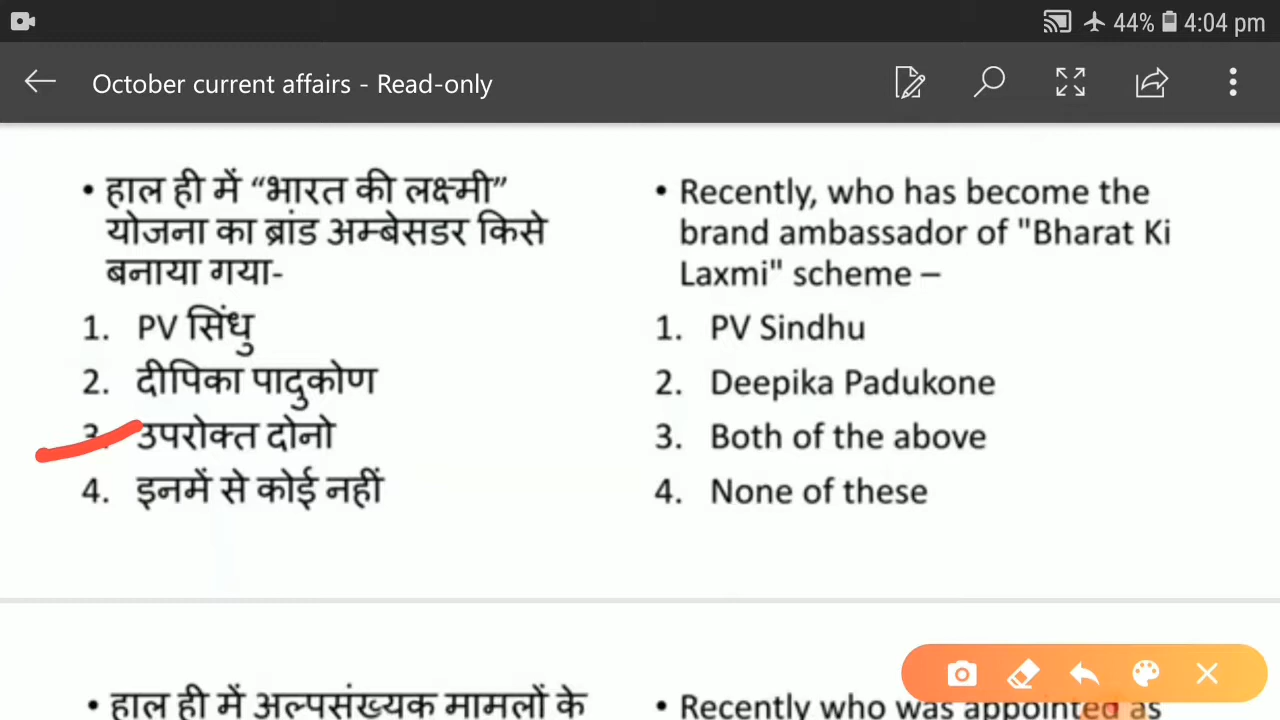 44% 4:04 pm
October current affairs - Read-only
• हाल ही में “भारत की लक्ष्मी”
योजना का ब्रांड अम्बेसडर किसे
बनाया गया-
1. PV सिंधु
2. दीपिका पादुकोण
3. उपरोक्त दोनो
4. इनमें से कोई नहीं
• Recently, who has become the
brand ambassador of "Bharat Ki
Laxmi" scheme –
1. PV Sindhu
2. Deepika Padukone
3. Both of the above
4. None of these
• हाल ही में अल्पसंख्यक मामलों के
• Recently who was appointed as